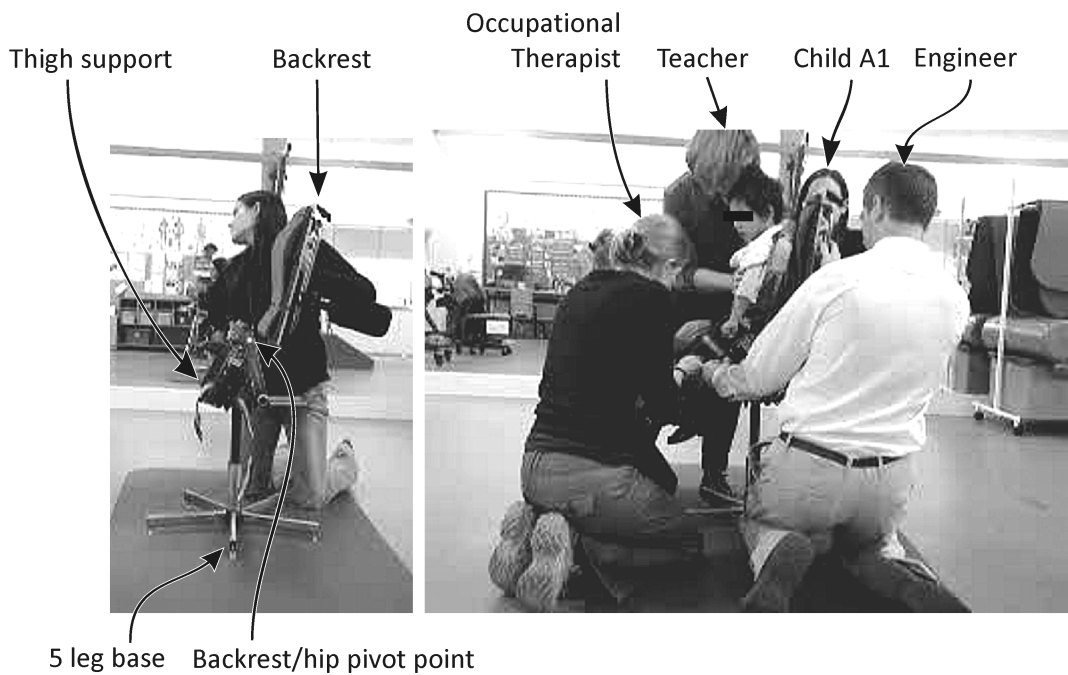 Occupational
Thigh support Backrest Therapist Teacher Child A1 Engineer
5 leg base Backrest/hip pivot point